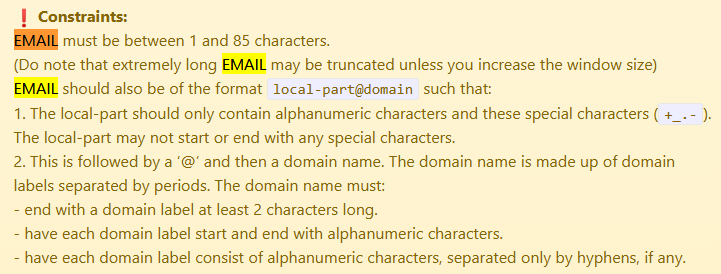 ❗ Constraints:
EMAIL must be between 1 and 85 characters.
(Do note that extremely long EMAIL may be truncated unless you increase the window size)
EMAIL should also be of the format local-part@domain such that:
1. The local-part should only contain alphanumeric characters and these special characters ( +_.- ).
The local-part may not start or end with any special characters.
2. This is followed by a ‘@’ and then a domain name. The domain name is made up of domain
labels separated by periods. The domain name must:
- end with a domain label at least 2 characters long.
- have each domain label start and end with alphanumeric characters.
- have each domain label consist of alphanumeric characters, separated only by hyphens, if any.